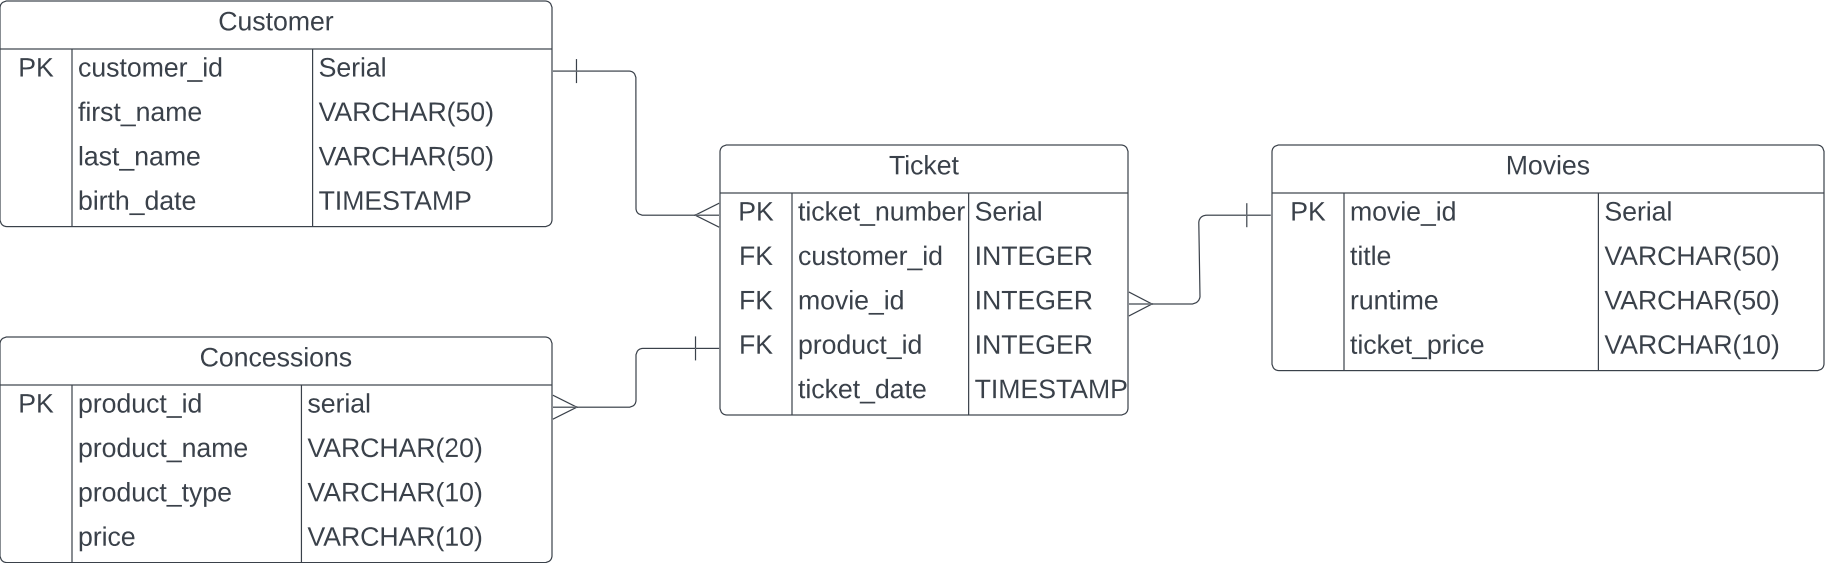 Customer
PK customer_id Serial
first_name VARCHAR(50)
last_name VARCHAR(50)
birth_date TIMESTAMP
Concessions
PK product_id serial
product_name VARCHAR(20)
product_type VARCHAR(10)
price VARCHAR(10)
Ticket
PK ticket_number Serial
FK customer_id INTEGER
FK movie_id INTEGER
FK product_id INTEGER
ticket_date TIMESTAMP
Movies
PK movie_id Serial
title VARCHAR(50)
runtime VARCHAR(50)
ticket_price VARCHAR(10)